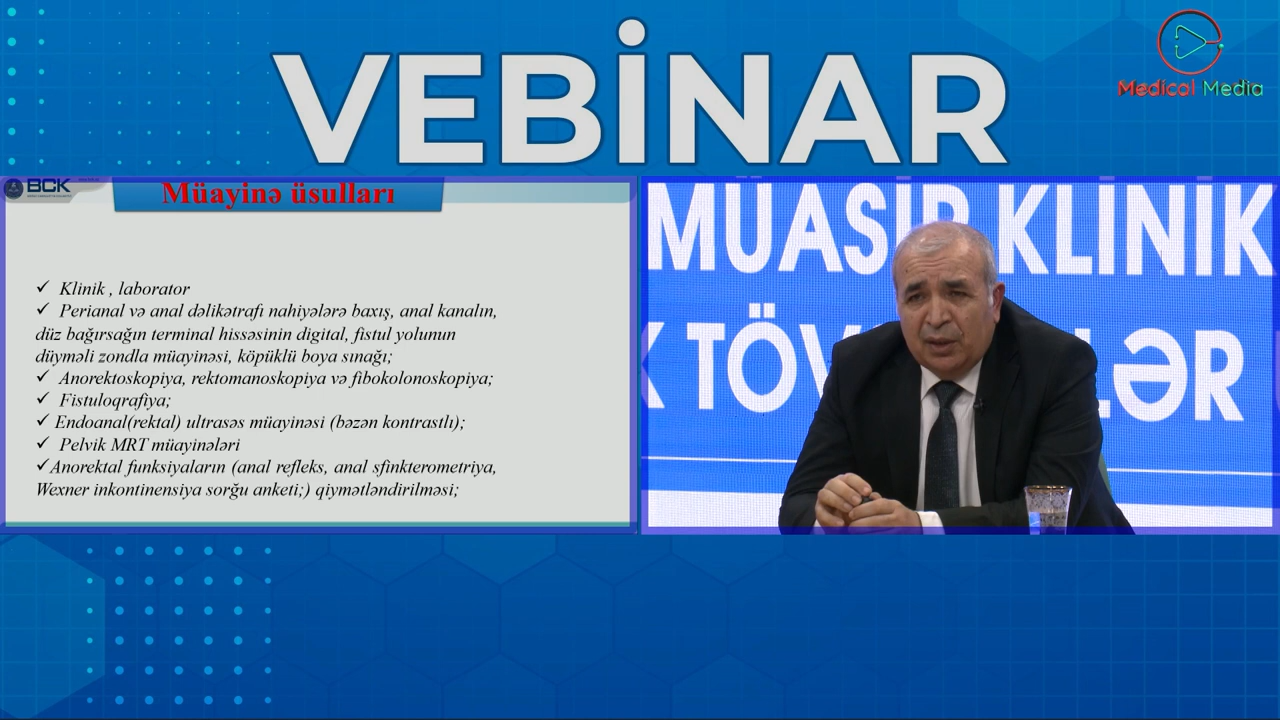 VEBİNAR
Medical Media
BCK
Müayinə üsulları
✓ Klinik , laborator
✓ Perianal və anal dəlikətrafı nahiyələrə baxış, anal kanalın,
düz bağırsağın terminal hissəsinin digital, fistul yolunun
düyməli zondla müayinəsi, köpüklü boya sınağı;
✓ Anorektoskopiya, rektomanoskopiya və fibokolonoskopiya;
✓ Fistuloqrafiya;
✓ Endoanal(rektal) ultrasəs müayinəsi (bəzən kontrastlı);
✓ Pelvik MRT müayinələri
✓Anorektal funksiyaların (anal refleks, anal sfinkterometriya,
Wexner inkontinensiya sorğu anketi;) qiymətləndirilməsi;
MÜASİR KLİNİK
K TÖV LƏR